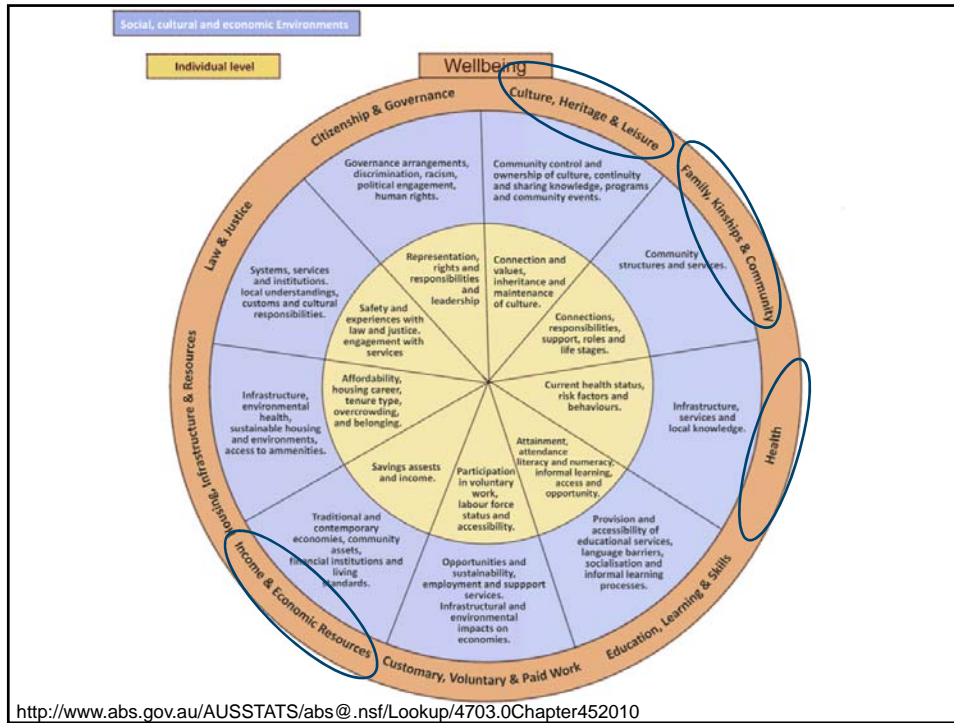 Social, cultural and economic Environments
Individual level
Wellbeing
Culture, Heritage & Leisure
Family, Kinships & Community
Health
Education, Learning & Skills
Customary, Voluntary & Paid Work
Income & Economic Resources
Housing, Infrastructure & Resources
Law & Justice
Citizenship & Governance
Community control and
ownership of culture, continuity
and sharing knowledge, programs
and community events.
Community
structures and services.
Infrastructure,
services and
local knowledge.
Provision and
accessibility of
educational services,
language barriers,
socialisation and
informal learning
processes.
Opportunities and
sustainability,
employment and suppport
services.
Infrastructural and
environmental
impacts on
economies.
Traditional and
contemporary
economies, community
assets,
financial institutions and
living
standards.
Infrastructure,
environmental
health,
sustainable housing
and environments,
access to ammenities.
Systems, services
and institutions.
local understandings,
customs and cultural
responsibilities.
Governance arrangements,
discrimination, racism,
political engagement,
human rights.
Connection and
values,
inheritance and
maintenance
of culture.
Connections,
responsibilities,
support, roles and
life stages.
Current health status,
risk factors and
behaviours.
Attainment,
attendance
literacy and numeracy,
informal learning,
access and
opportunity.
Participation
in voluntary
work,
labour force
status and
accessibility.
Savings assests
and income.
Affordability,
housing career,
tenure type,
overcrowding,
and belonging.
Safety and
experiences with
law and justice.
engagement with
services
Representation,
rights and
responsibilities
and
leadership
http://www.abs.gov.au/AUSSTATS/abs@.nsf/Lookup/4703.0Chapter452010